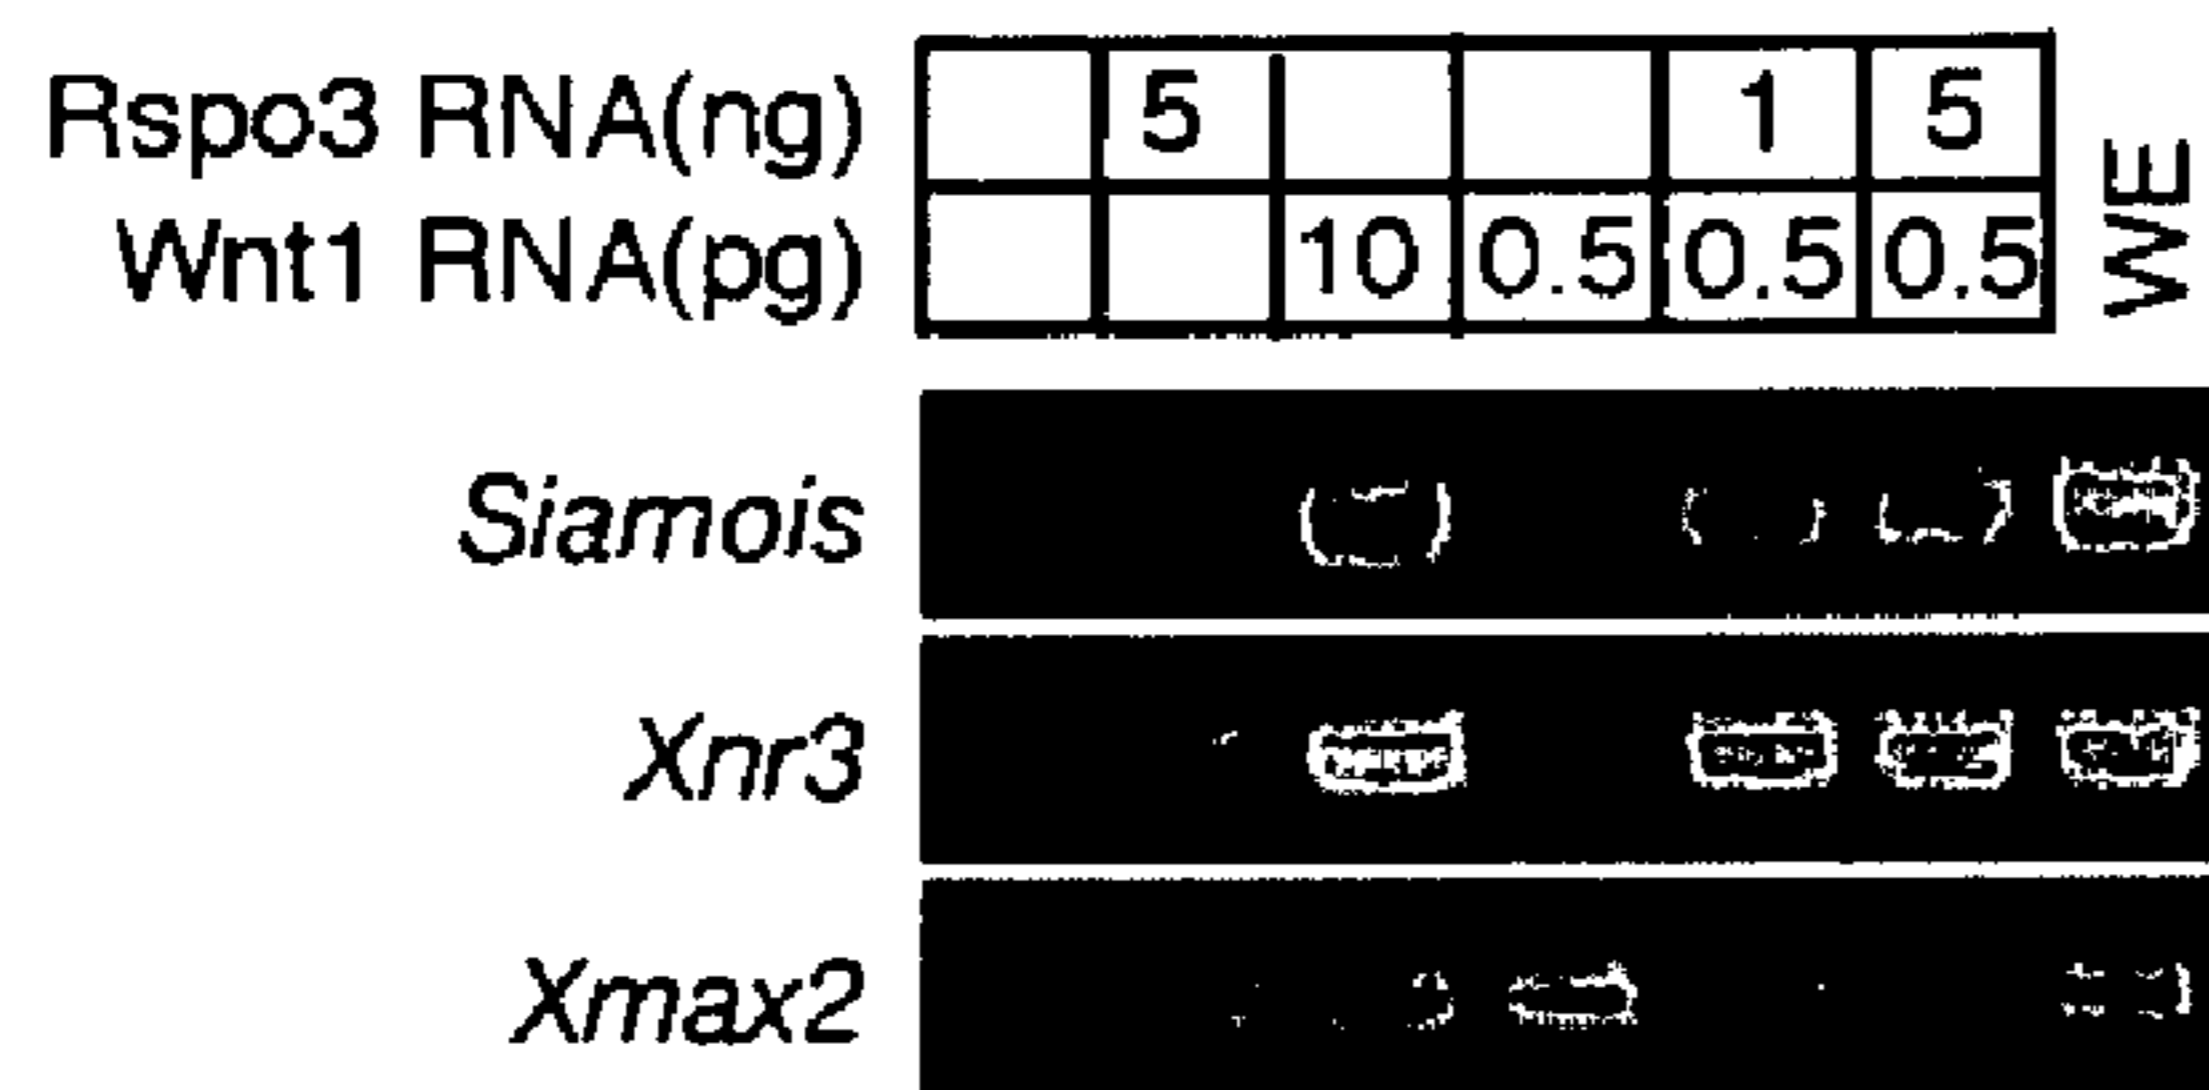 Rspo3 RNA(ng) 5 1 5
Wnt1 RNA(pg) 10 0.5 0.5 0.5
WE
Siamois
Xnr3
Xmax2